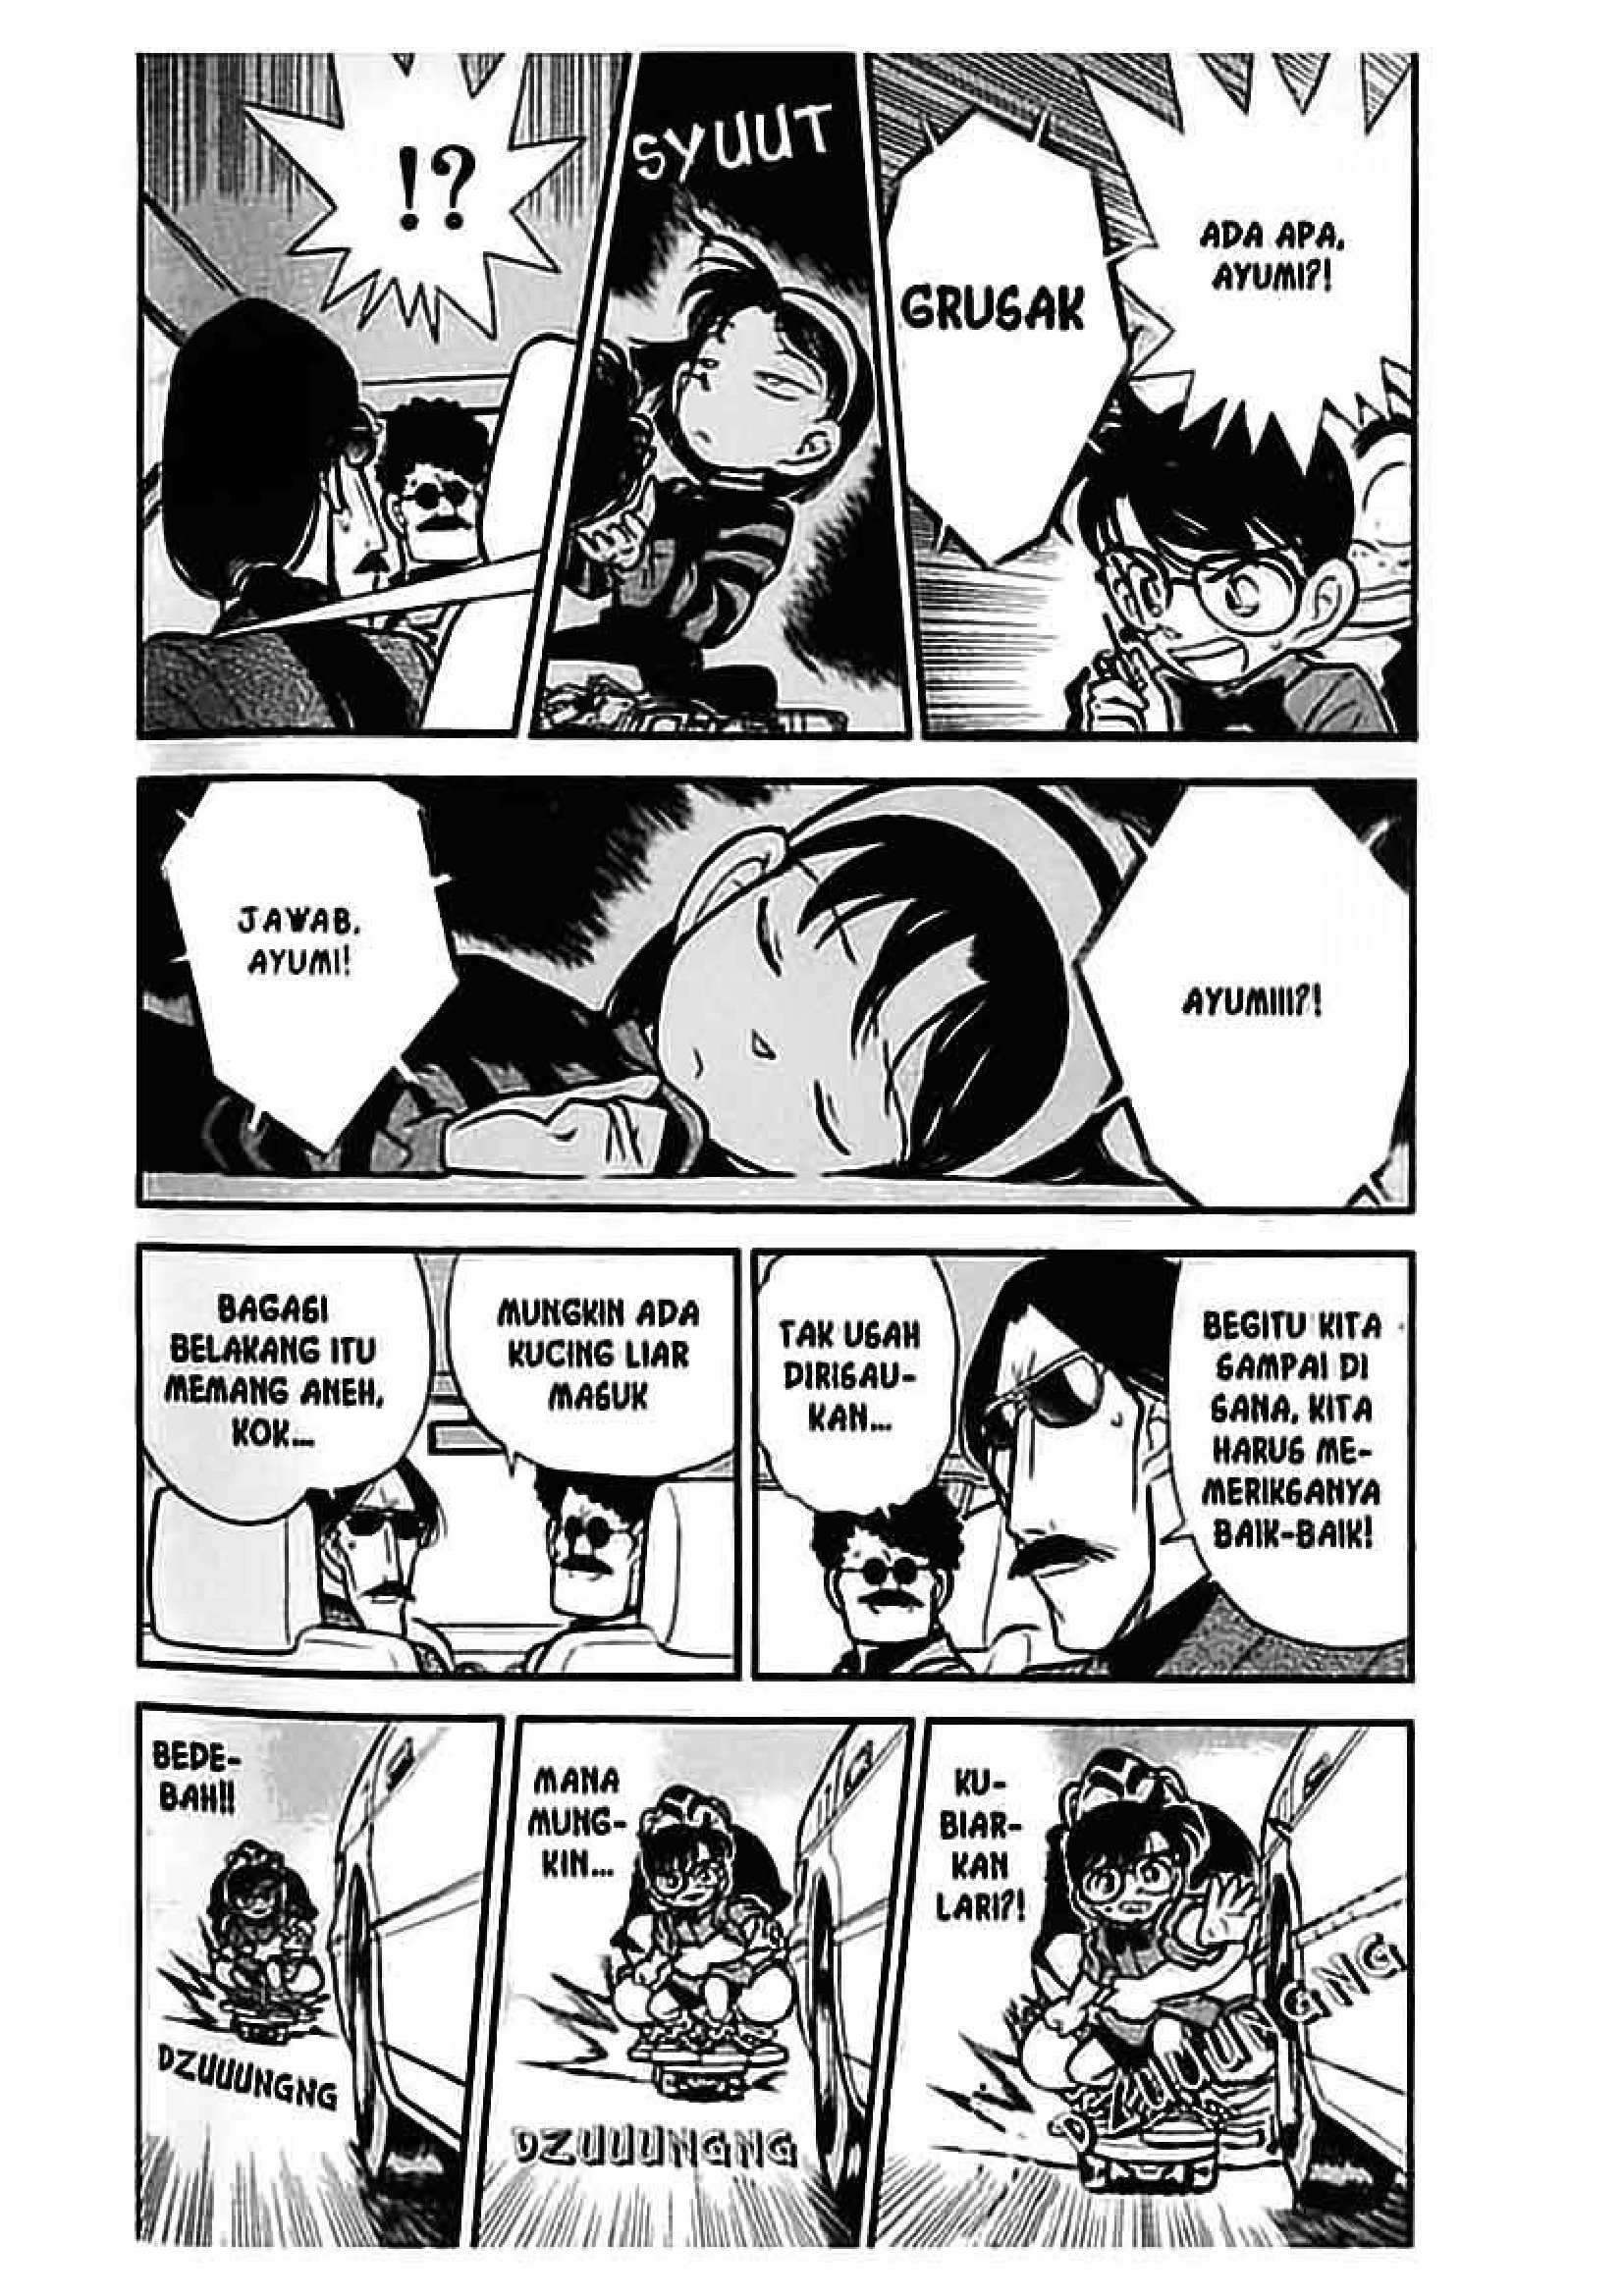 ADA APA,
AYUMI?!
GRUSAK
SYUUT
!?
AYUMIII?!
JAWAB,
AYUMI!
BEGITU KITA
SAMPAI DI
SANA, KITA
HARUS ME-
MERIKSANYA
BAIK-BAIK!
TAK USAH
DIRISAU-
KAN...
MUNGKIN ADA
KUCING LIAR
MASUK
BAGASI
BELAKANG ITU
MEMANG ANEH,
KOK...
KU-
BIAR-
KAN
LARI?!
DZUUUNGNG
MANA
MUNG-
KIN...
DZUUUNGNG
BEDE-
BAH!!
DZUUUNGNG